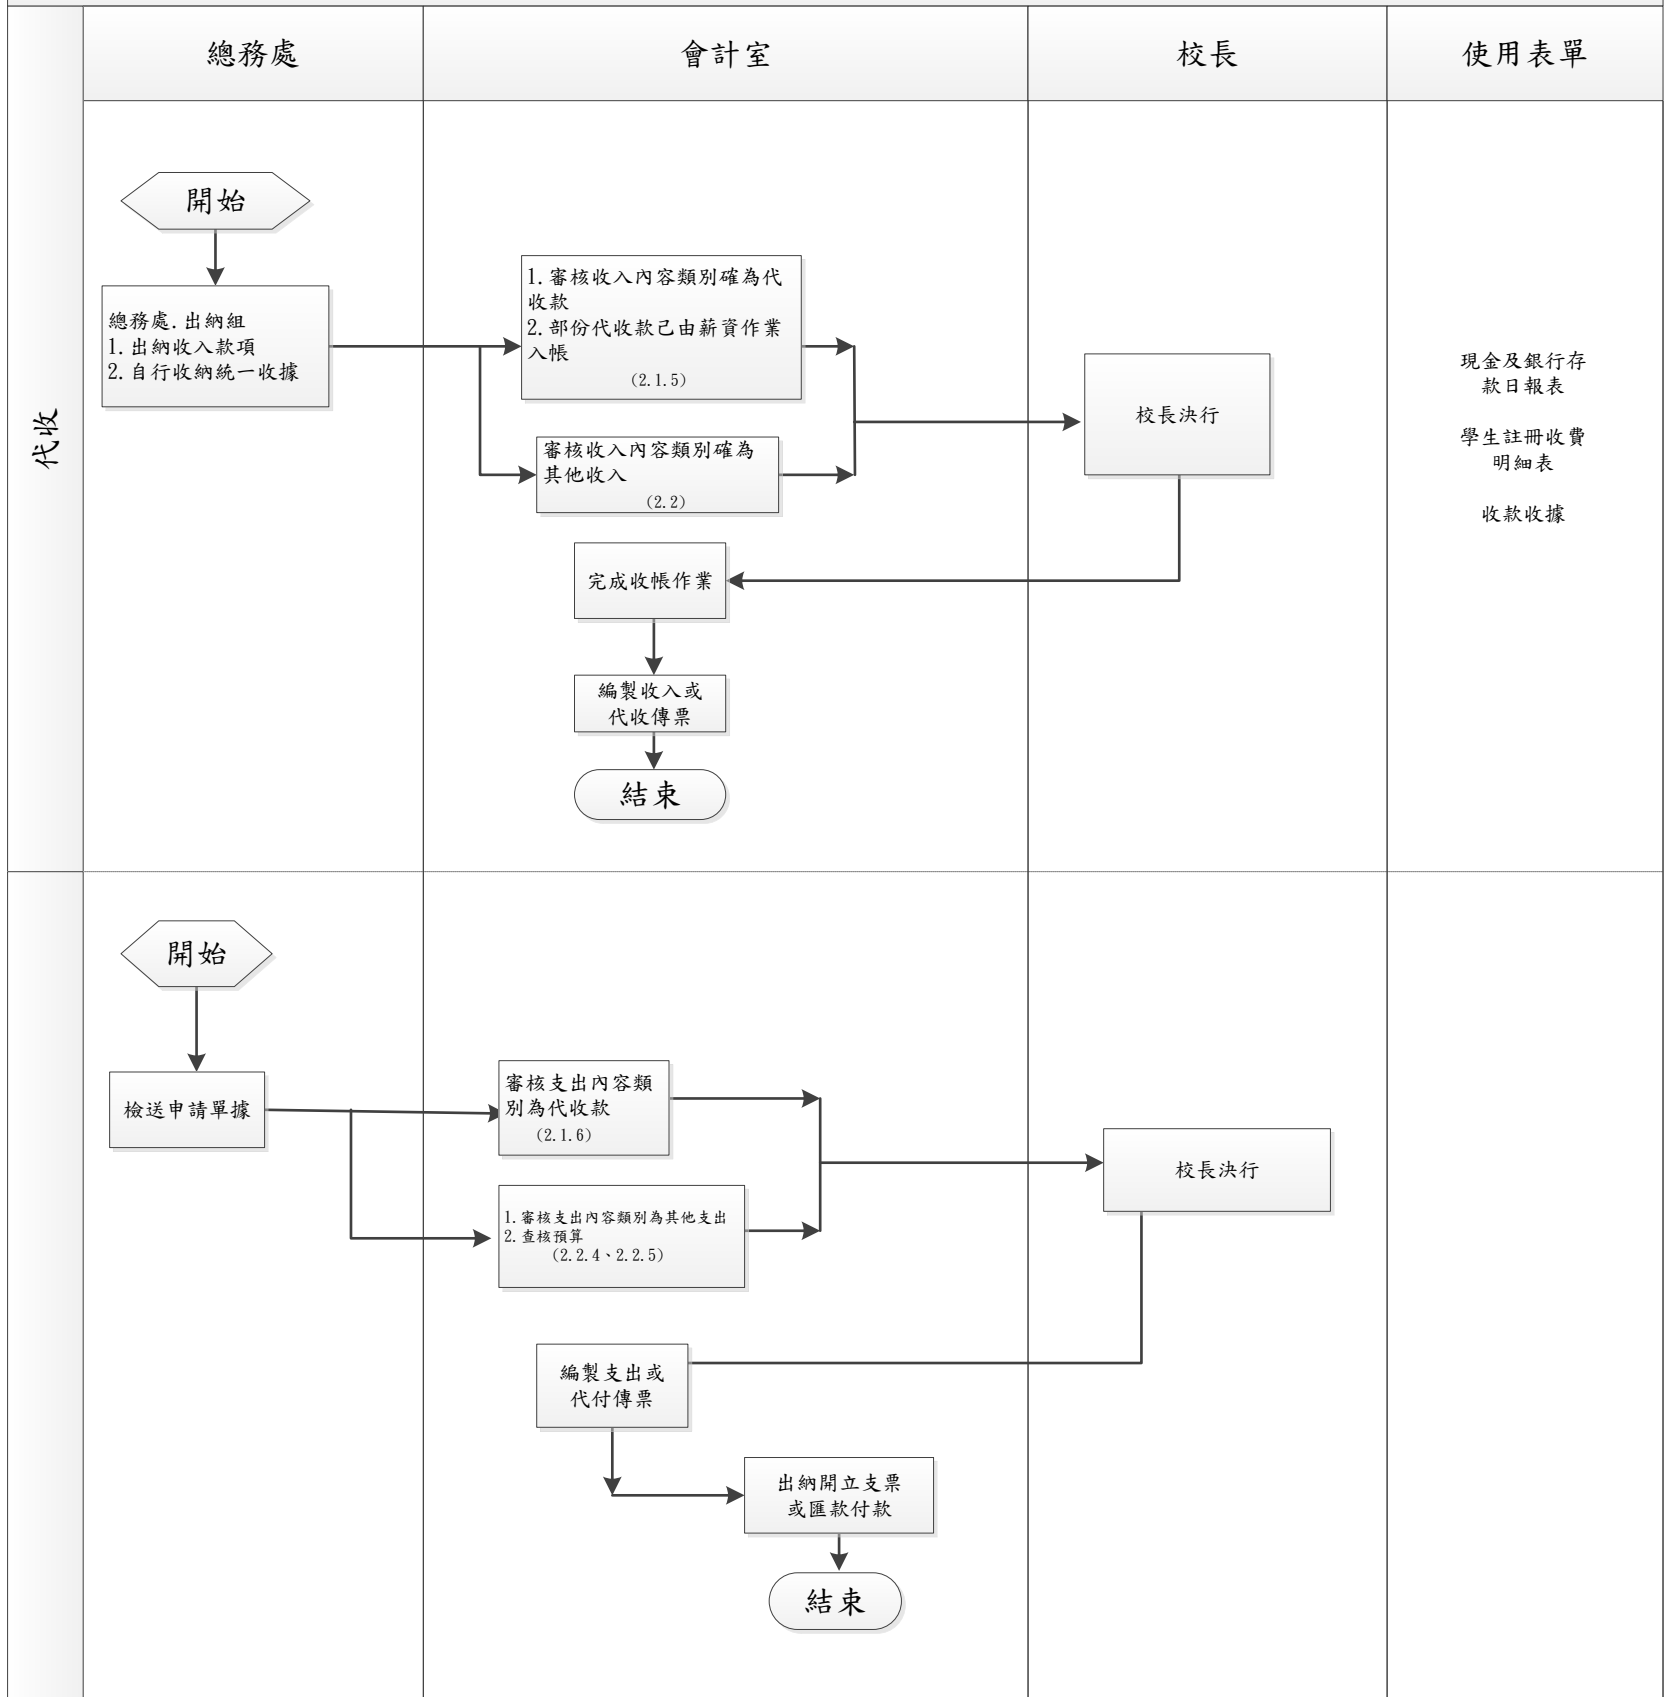 總務處
會計室
校長
使用表單
代收
開始
總務處.出納組
1.出納收入款項
2.自行收納統一收據
1.審核收入內容類別確為代
收款
2.部份代收款己由薪資作業
入帳
(2.1.5)
審核收入內容類別確為
其他收入
(2.2)
校長決行
現金及銀行存
款日報表
學生註冊收費
明細表
收款收據
完成收帳作業
編製收入或
代收傳票
結束
開始
檢送申請單據
審核支出內容類
別為代收款
(2.1.6)
1.審核支出內容類別為其他支出
2.查核預算
(2.2.4、2.2.5)
校長決行
編製支出或
代付傳票
出納開立支票
或匯款付款
結束